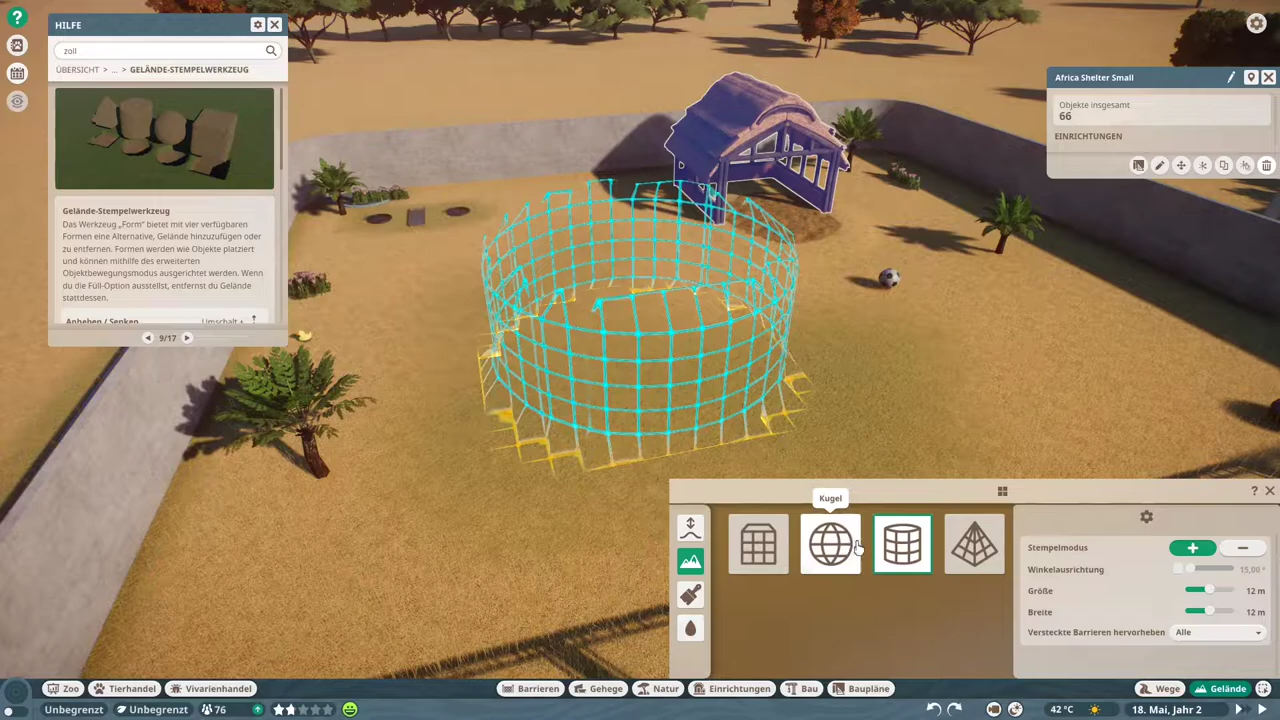 HILFE
zoll
ÜBERSICHT > ... > GELÄNDE-STEMPELWERKZEUG
Gelände-Stempelwerkzeug
Das Werkzeug „Form" bietet mit vier verfügbaren
Formen eine Alternative, Gelände hinzuzufügen oder
zu entfernen. Formen werden wie Objekte platziert
und können mithilfe des erweiterten
Objektbewegungsmodus ausgerichtet werden. Wenn
du die Füll-Option ausstellst, entfernst du Gelände
stattdessen.
Anheben / Senken Umschalt +
9/17
Africa Shelter Small
Objekte insgesamt
66
EINRICHTUNGEN
Kugel
?
Stempelmodus
Winkelausrichtung 15,00 °
Größe 12 m
Breite 12 m
Versteckte Barrieren hervorheben Alle
Zoo Tierhandel Vivarienhandel Barrieren Gehege Natur Einrichtungen Bau Baupläne Wege Gelände
Unbegrenzt Unbegrenzt 76 42 °C 18. Mai, Jahr 2